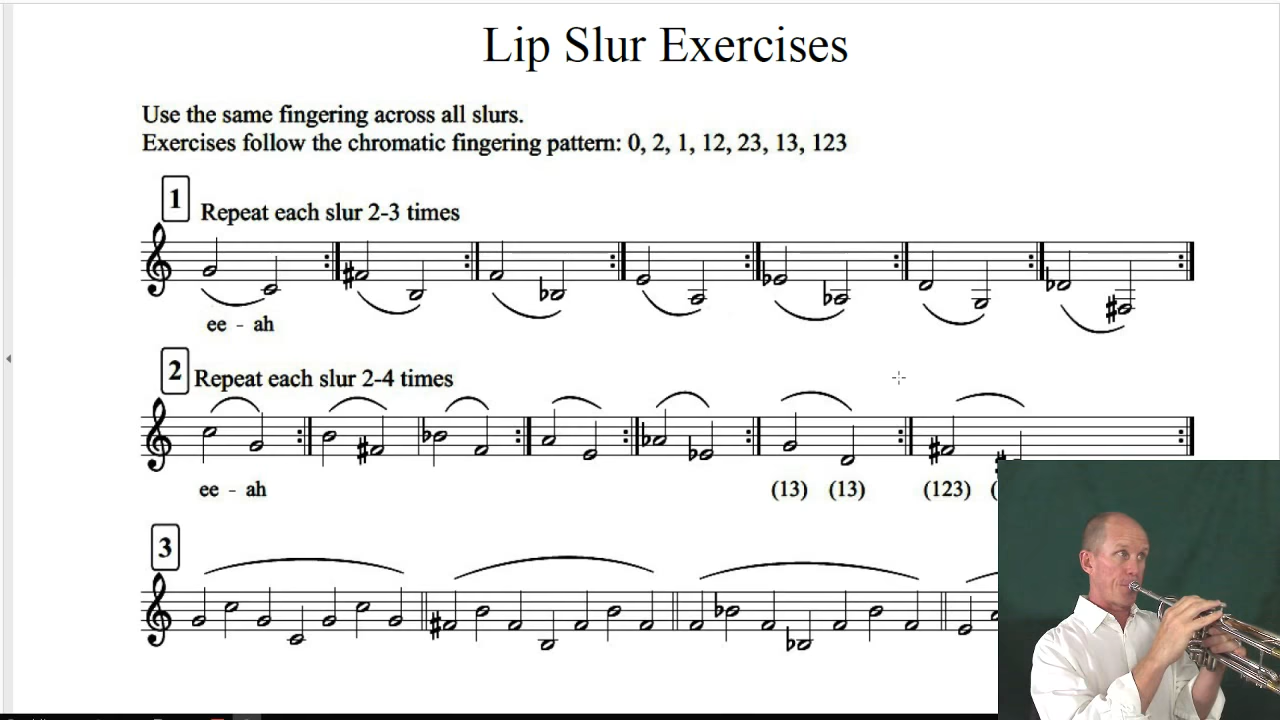 Lip Slur Exercises
Use the same fingering across all slurs.
Exercises follow the chromatic fingering pattern: 0, 2, 1, 12, 23, 13, 123
1
Repeat each slur 2-3 times
ee - ah
2
Repeat each slur 2-4 times
ee - ah
(13) (13) (123) (
3